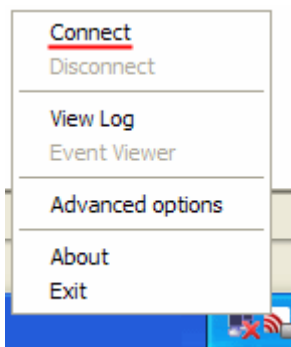 Connect
Disconnect
View Log
Event Viewer
Advanced options
About
Exit